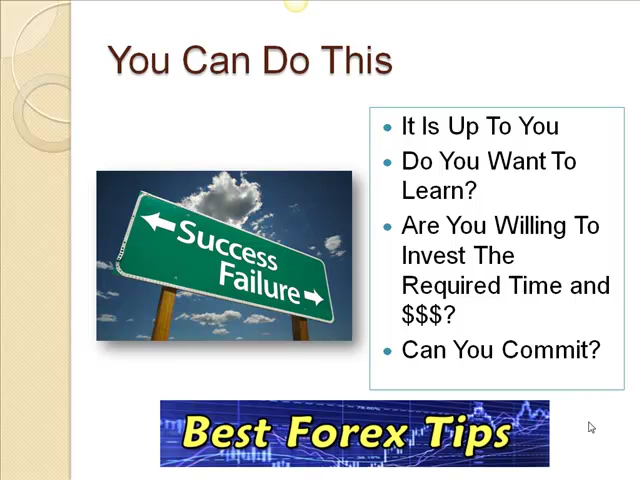 You Can Do This
It Is Up To You
Do You Want To
Learn?
Are You Willing To
Invest The
Required Time and
$$$?
Can You Commit?
Success
Failure
Best Forex Tips